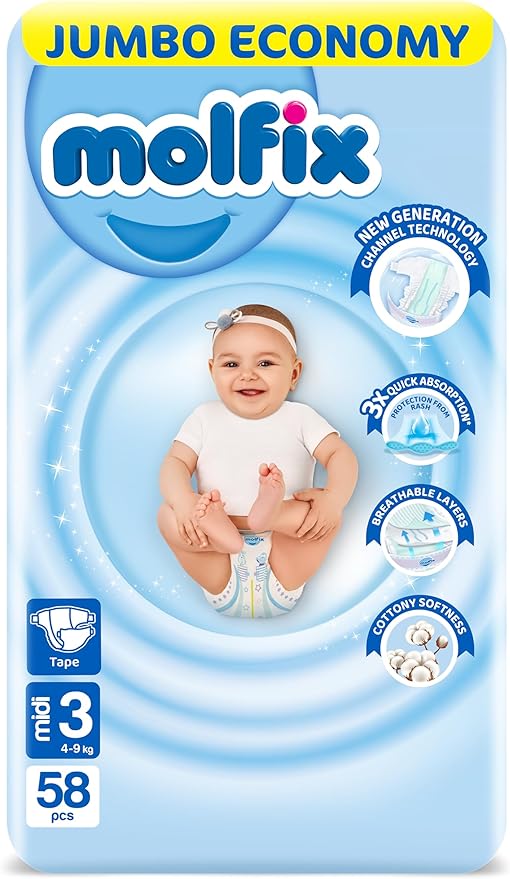 JUMBO ECONOMY
molfix
NEW GENERATION
CHANNEL TECHNOLOGY
3X QUICK ABSORPTION*
PROTECTION FROM
RASH
BREATHABLE LAYERS
COTTONY SOFTNESS
molfix
Tape
midi 3
4-9 kg
58
pcs